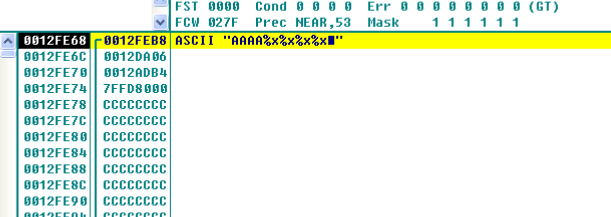 FST 0000 Cond 0 0 0 0 Err 0 0 0 0 0 0 0 0 (GT)
FCW 027F Prec NEAR,53 Mask 1 1 1 1 1 1
0012FE68 0012FEB8 ASCII "AAAA%x%x%x%x■"
0012FE6C 0012DA06
0012FE70 0012ADB4
0012FE74 7FFD8000
0012FE78 CCCCCCCC
0012FE7C CCCCCCCC
0012FE80 CCCCCCCC
0012FE84 CCCCCCCC
0012FE88 CCCCCCCC
0012FE8C CCCCCCCC
0012FE90 CCCCCCCC
0012FE94 CCCCCCCC